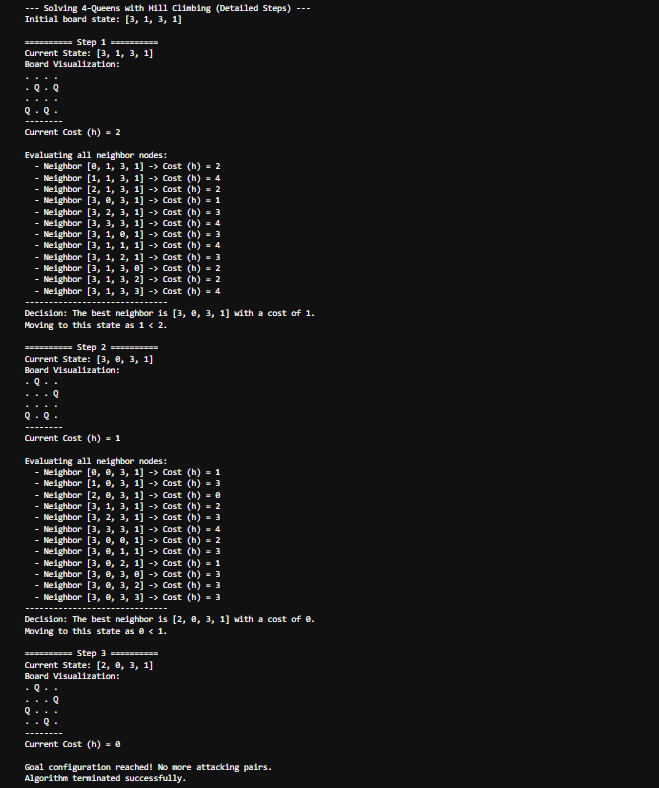 --- Solving 4-Queens with Hill Climbing (Detailed Steps) ---
Initial board state: [3, 1, 3, 1]
========== Step 1 ==========
Current State: [3, 1, 3, 1]
Board Visualization:
. . . .
. Q . Q
. . . .
Q . Q .
--------
Current Cost (h) = 2
Evaluating all neighbor nodes:
- Neighbor [0, 1, 3, 1] -> Cost (h) = 2
- Neighbor [1, 1, 3, 1] -> Cost (h) = 4
- Neighbor [2, 1, 3, 1] -> Cost (h) = 2
- Neighbor [3, 0, 3, 1] -> Cost (h) = 1
- Neighbor [3, 2, 3, 1] -> Cost (h) = 3
- Neighbor [3, 3, 3, 1] -> Cost (h) = 4
- Neighbor [3, 1, 0, 1] -> Cost (h) = 3
- Neighbor [3, 1, 1, 1] -> Cost (h) = 4
- Neighbor [3, 1, 2, 1] -> Cost (h) = 3
- Neighbor [3, 1, 3, 0] -> Cost (h) = 2
- Neighbor [3, 1, 3, 2] -> Cost (h) = 2
- Neighbor [3, 1, 3, 3] -> Cost (h) = 4
------------------------------
Decision: The best neighbor is [3, 0, 3, 1] with a cost of 1.
Moving to this state as 1 < 2.
========== Step 2 ==========
Current State: [3, 0, 3, 1]
Board Visualization:
. Q . .
. . . Q
. . . .
Q . Q .
--------
Current Cost (h) = 1
Evaluating all neighbor nodes:
- Neighbor [0, 0, 3, 1] -> Cost (h) = 1
- Neighbor [1, 0, 3, 1] -> Cost (h) = 3
- Neighbor [2, 0, 3, 1] -> Cost (h) = 0
- Neighbor [3, 1, 3, 1] -> Cost (h) = 2
- Neighbor [3, 2, 3, 1] -> Cost (h) = 3
- Neighbor [3, 3, 3, 1] -> Cost (h) = 4
- Neighbor [3, 0, 0, 1] -> Cost (h) = 2
- Neighbor [3, 0, 1, 1] -> Cost (h) = 3
- Neighbor [3, 0, 2, 1] -> Cost (h) = 1
- Neighbor [3, 0, 3, 0] -> Cost (h) = 3
- Neighbor [3, 0, 3, 2] -> Cost (h) = 3
- Neighbor [3, 0, 3, 3] -> Cost (h) = 3
------------------------------
Decision: The best neighbor is [2, 0, 3, 1] with a cost of 0.
Moving to this state as 0 < 1.
========== Step 3 ==========
Current State: [2, 0, 3, 1]
Board Visualization:
. Q . .
. . . Q
Q . . .
. . Q .
--------
Current Cost (h) = 0
Goal configuration reached! No more attacking pairs.
Algorithm terminated successfully.